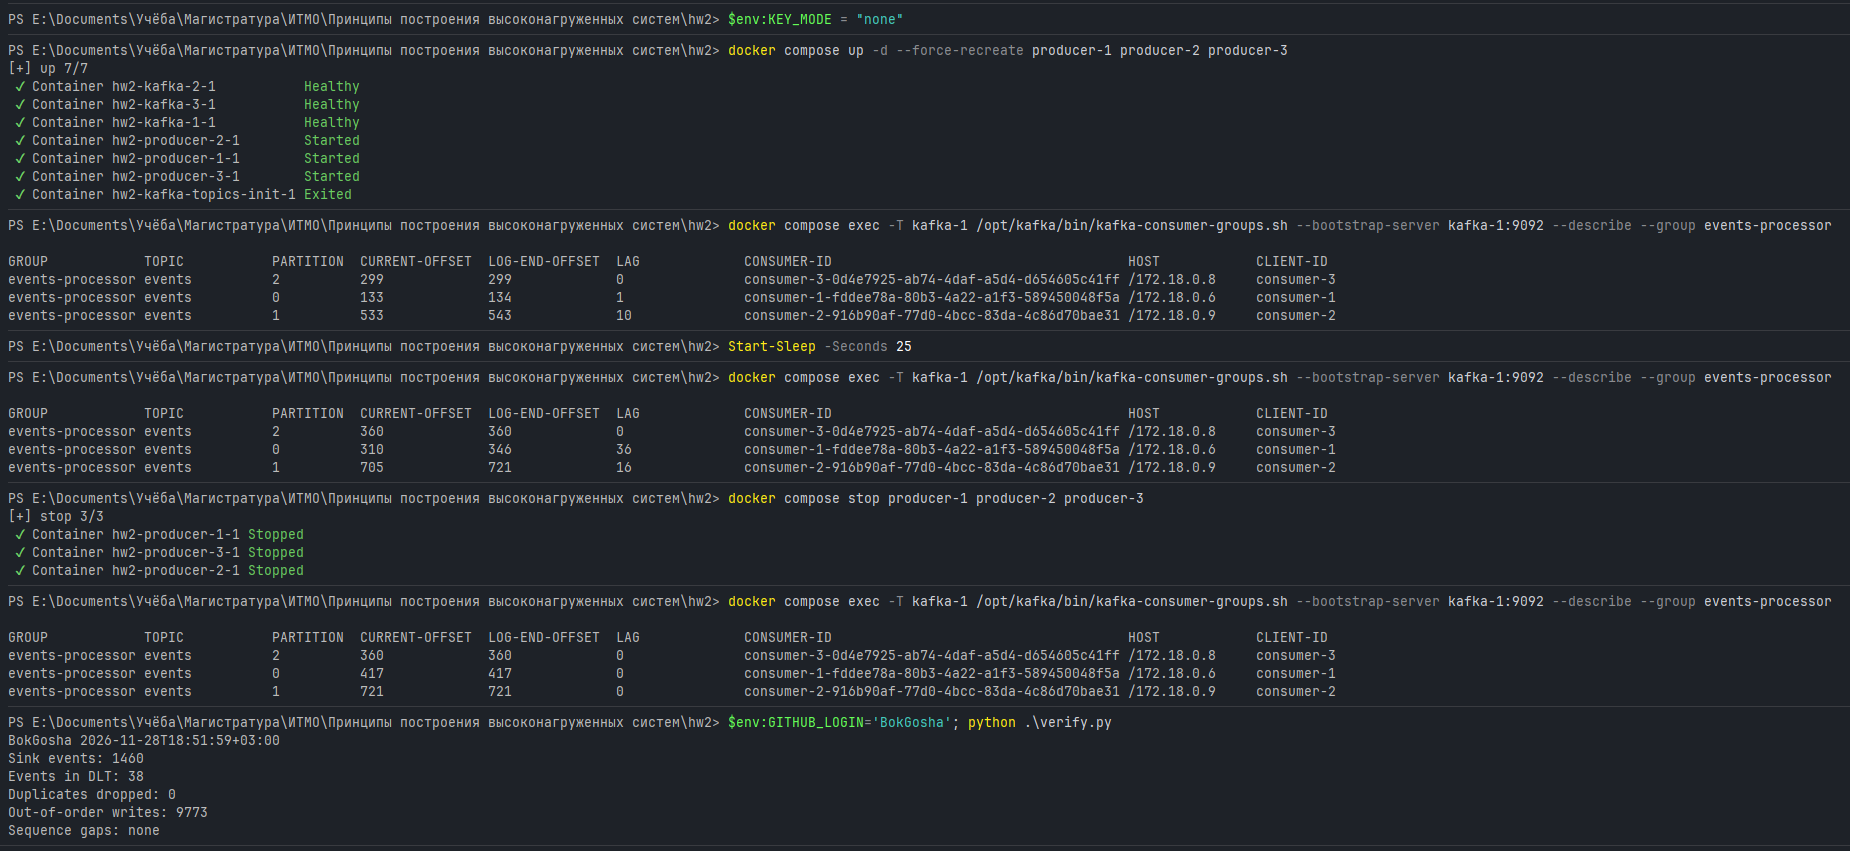 PS E:\Documents\Учёба\Магистратура\ИТМО\Принципы построения высоконагруженных систем\hw2> $env:KEY_MODE = "none"
PS E:\Documents\Учёба\Магистратура\ИТМО\Принципы построения высоконагруженных систем\hw2> docker compose up -d --force-recreate producer-1 producer-2 producer-3
[+] up 7/7
✓ Container hw2-kafka-2-1 Healthy
✓ Container hw2-kafka-3-1 Healthy
✓ Container hw2-kafka-1-1 Healthy
✓ Container hw2-producer-2-1 Started
✓ Container hw2-producer-1-1 Started
✓ Container hw2-producer-3-1 Started
✓ Container hw2-kafka-topics-init-1 Exited
PS E:\Documents\Учёба\Магистратура\ИТМО\Принципы построения высоконагруженных систем\hw2> docker compose exec -T kafka-1 /opt/kafka/bin/kafka-consumer-groups.sh --bootstrap-server kafka-1:9092 --describe --group events-processor
GROUP TOPIC PARTITION CURRENT-OFFSET LOG-END-OFFSET LAG CONSUMER-ID HOST CLIENT-ID
events-processor events 2 299 299 0 consumer-3-0d4e7925-ab74-4daf-a5d4-d654605c41ff /172.18.0.8 consumer-3
events-processor events 0 133 134 1 consumer-1-fddee78a-80b3-4a22-a1f3-589450048f5a /172.18.0.6 consumer-1
events-processor events 1 533 543 10 consumer-2-916b90af-77d0-4bcc-83da-4c86d70bae31 /172.18.0.9 consumer-2
PS E:\Documents\Учёба\Магистратура\ИТМО\Принципы построения высоконагруженных систем\hw2> Start-Sleep -Seconds 25
PS E:\Documents\Учёба\Магистратура\ИТМО\Принципы построения высоконагруженных систем\hw2> docker compose exec -T kafka-1 /opt/kafka/bin/kafka-consumer-groups.sh --bootstrap-server kafka-1:9092 --describe --group events-processor
GROUP TOPIC PARTITION CURRENT-OFFSET LOG-END-OFFSET LAG CONSUMER-ID HOST CLIENT-ID
events-processor events 2 360 360 0 consumer-3-0d4e7925-ab74-4daf-a5d4-d654605c41ff /172.18.0.8 consumer-3
events-processor events 0 310 346 36 consumer-1-fddee78a-80b3-4a22-a1f3-589450048f5a /172.18.0.6 consumer-1
events-processor events 1 705 721 16 consumer-2-916b90af-77d0-4bcc-83da-4c86d70bae31 /172.18.0.9 consumer-2
PS E:\Documents\Учёба\Магистратура\ИТМО\Принципы построения высоконагруженных систем\hw2> docker compose stop producer-1 producer-2 producer-3
[+] stop 3/3
✓ Container hw2-producer-1-1 Stopped
✓ Container hw2-producer-3-1 Stopped
✓ Container hw2-producer-2-1 Stopped
PS E:\Documents\Учёба\Магистратура\ИТМО\Принципы построения высоконагруженных систем\hw2> docker compose exec -T kafka-1 /opt/kafka/bin/kafka-consumer-groups.sh --bootstrap-server kafka-1:9092 --describe --group events-processor
GROUP TOPIC PARTITION CURRENT-OFFSET LOG-END-OFFSET LAG CONSUMER-ID HOST CLIENT-ID
events-processor events 2 360 360 0 consumer-3-0d4e7925-ab74-4daf-a5d4-d654605c41ff /172.18.0.8 consumer-3
events-processor events 0 417 417 0 consumer-1-fddee78a-80b3-4a22-a1f3-589450048f5a /172.18.0.6 consumer-1
events-processor events 1 721 721 0 consumer-2-916b90af-77d0-4bcc-83da-4c86d70bae31 /172.18.0.9 consumer-2
PS E:\Documents\Учёба\Магистратура\ИТМО\Принципы построения высоконагруженных систем\hw2> $env:GITHUB_LOGIN='BokGosha'; python .\verify.py
BokGosha 2026-11-28T18:51:59+03:00
Sink events: 1460
Events in DLT: 38
Duplicates dropped: 0
Out-of-order writes: 9773
Sequence gaps: none